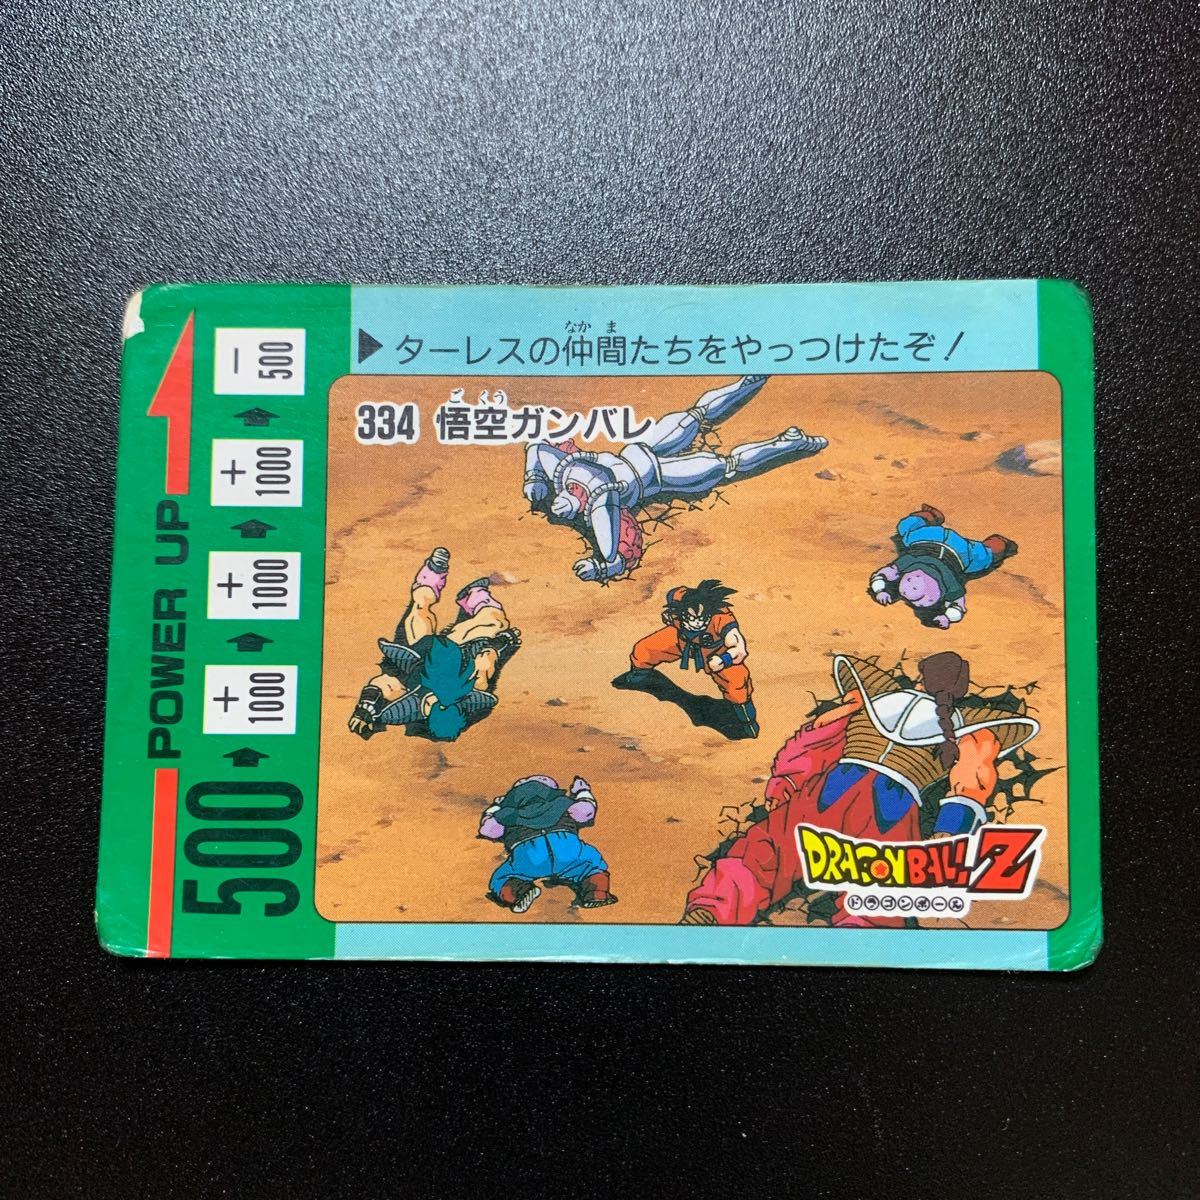 ▶ターレスの仲間たちをやっつけたぞ！
なかま
334 悟空ガンバレ
ごくう
POWER UP
500
+1000
+1000
+1000
－500
DRAGON BALL Z
ドラゴンボール